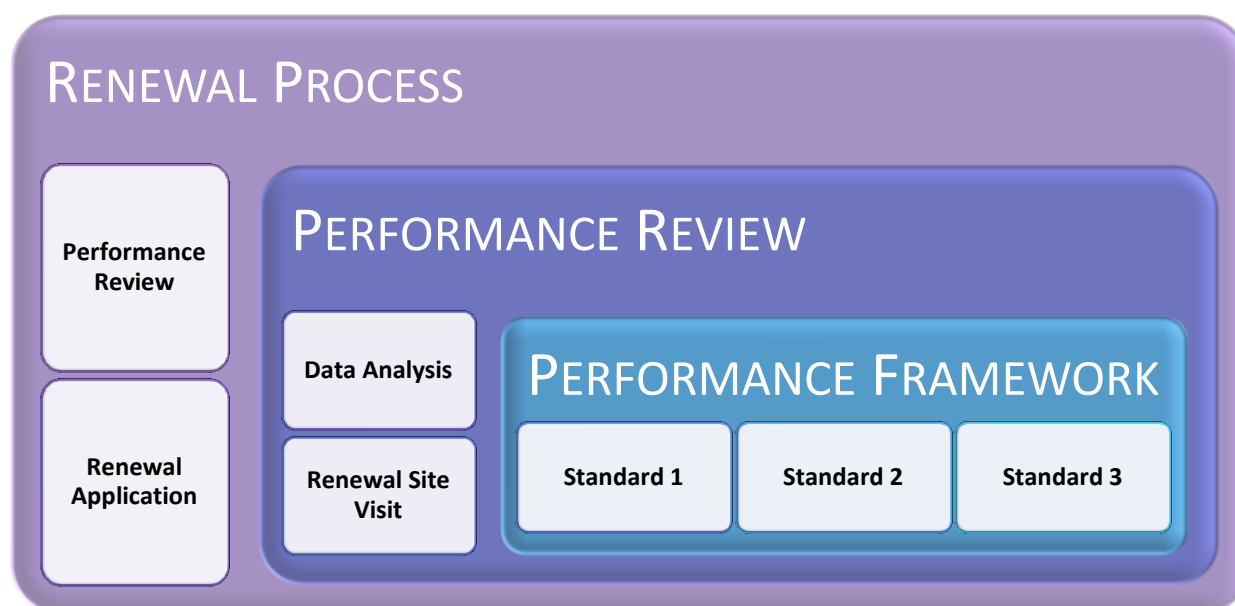 RENEWAL PROCESS
Performance
Review
Renewal
Application
PERFORMANCE REVIEW
Data Analysis
Renewal Site
Visit
PERFORMANCE FRAMEWORK
Standard 1
Standard 2
Standard 3